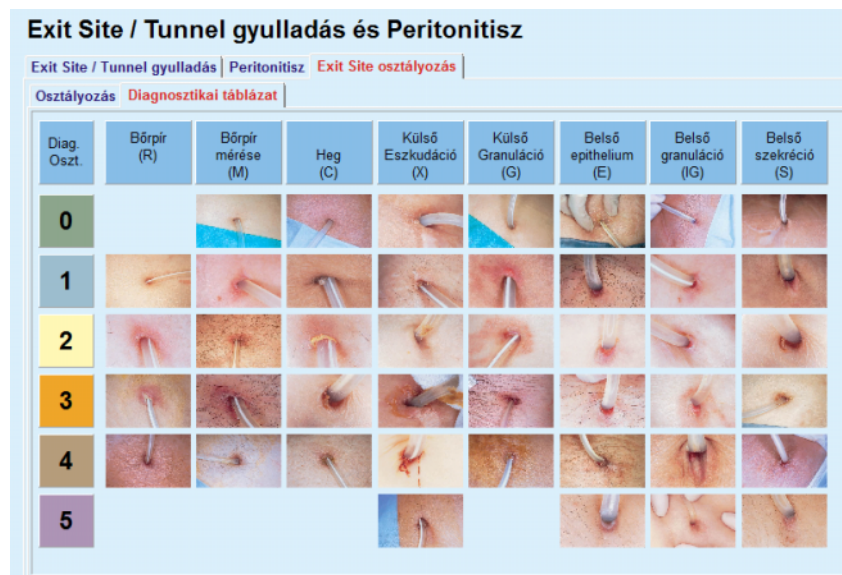 Exit Site / Tunnel gyulladás és Peritonitisz
Exit Site / Tunnel gyulladás Peritonitisz Exit Site osztályozás
Osztályozás Diagnosztikai táblázat
Diag. Oszt.
Bőrpír (R)
Bőrpír mérése (M)
Heg (C)
Külső Eszkudáció (X)
Külső Granuláció (G)
Belső epithelium (E)
Belső granuláció (IG)
Belső szekréció (S)
0
1
2
3
4
5